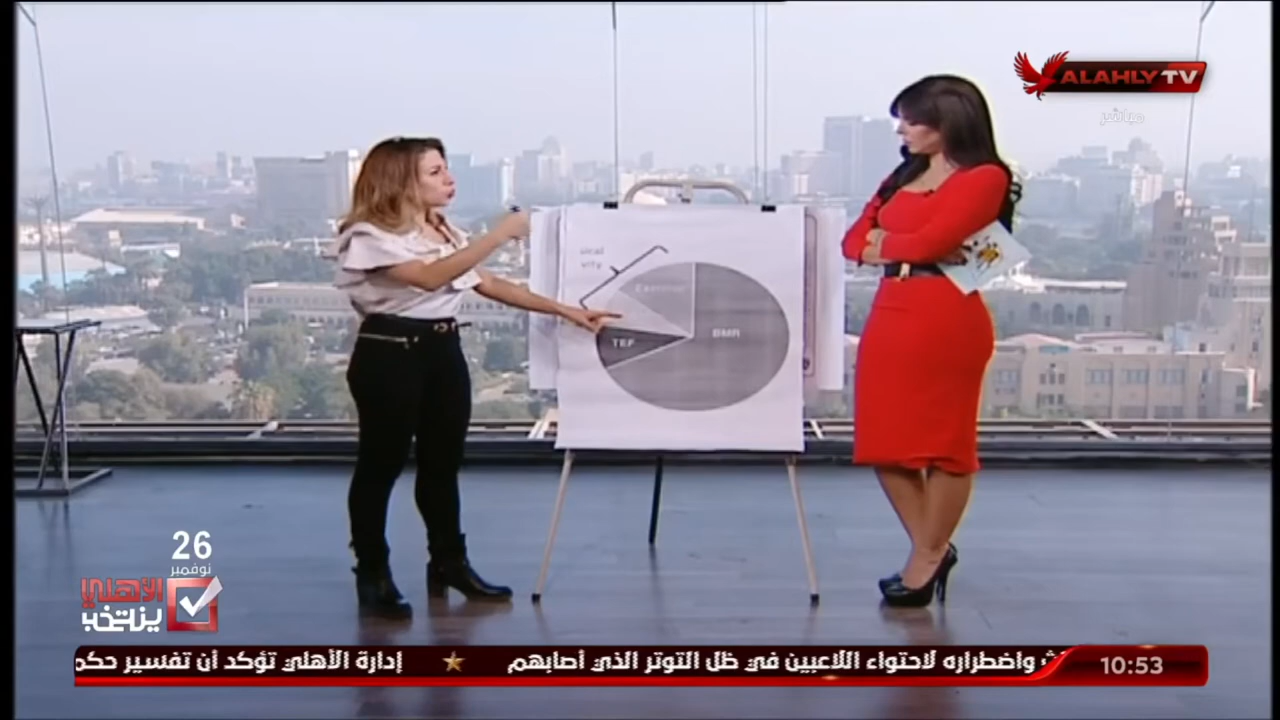 ALAHLY TV
مباشر
Exercise
BMR
TEF
26
نوفمبر
الأهلي
ينتخب
واضطراره لاحتواء اللاعبين في ظل التوتر الذي أصابهم
إدارة الأهلي تؤكد أن تفسير حكم
10:53